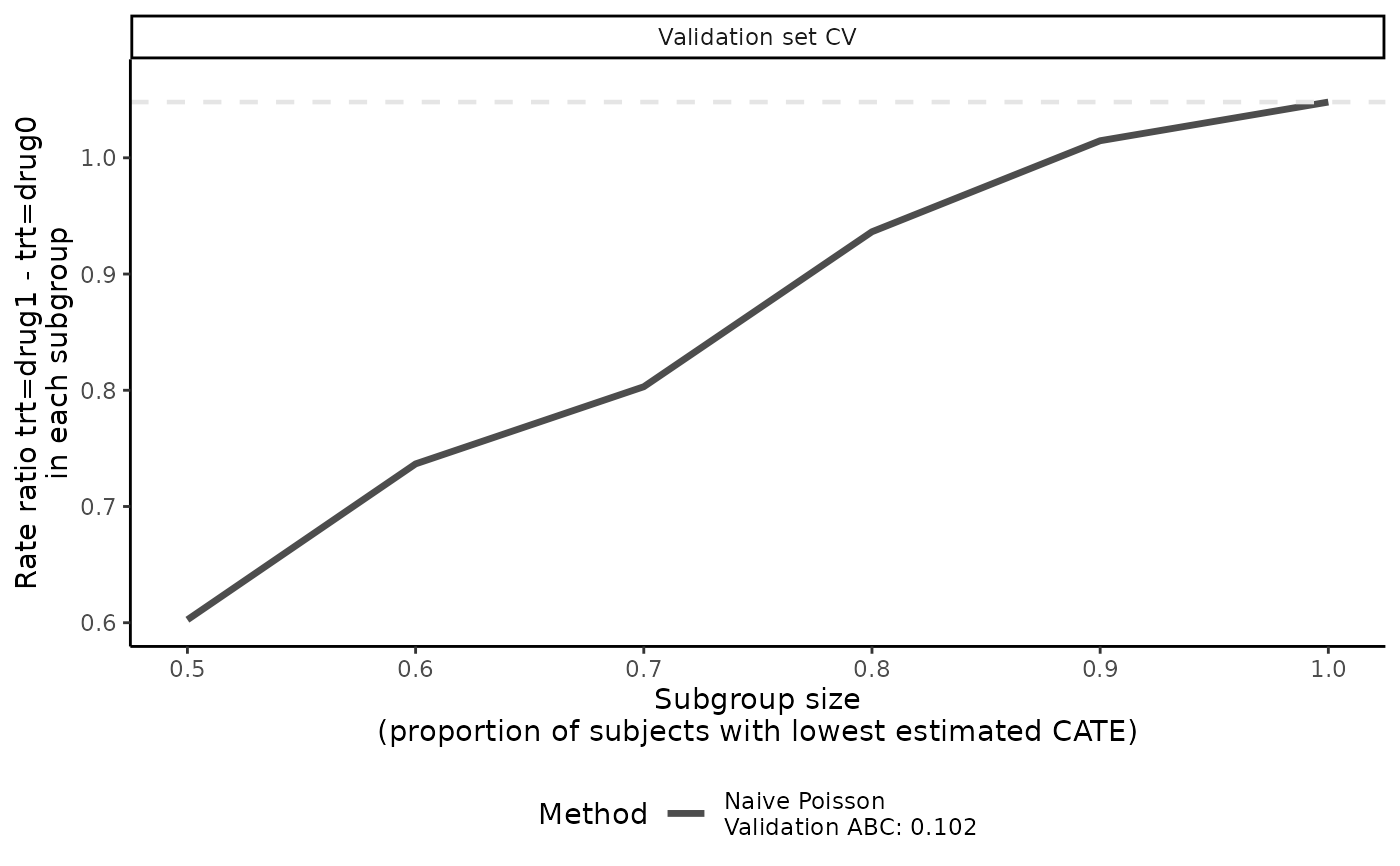 Validation set CV
Rate ratio trt=drug1 - trt=drug0
in each subgroup
1.0
0.9
0.8
0.7
0.6
0.5 0.6 0.7 0.8 0.9 1.0
Subgroup size
(proportion of subjects with lowest estimated CATE)
Method
Naive Poisson
Validation ABC: 0.102